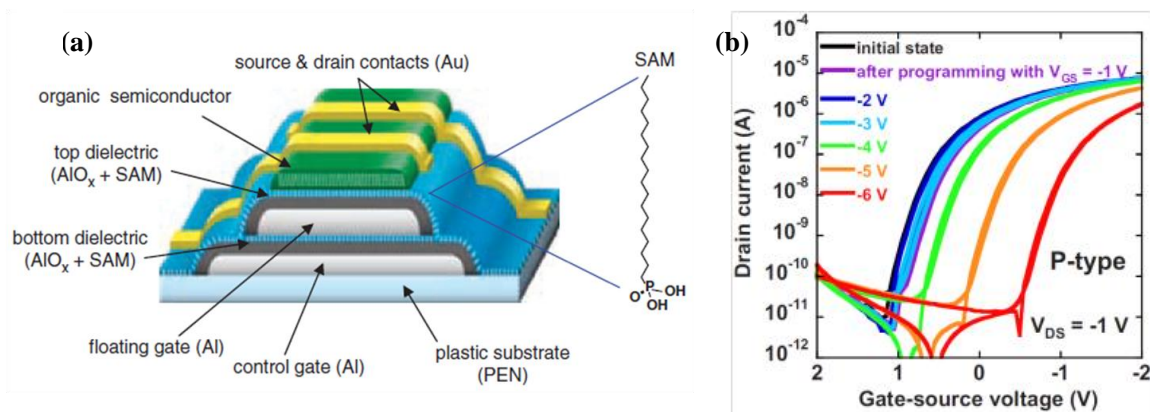 (a)
source & drain contacts (Au)
organic semiconductor
top dielectric
(AlOx + SAM)
bottom dielectric
(AlOx + SAM)
floating gate (Al)
control gate (Al)
plastic substrate
(PEN)
SAM
P
O
OH
OH
(b)
Drain current (A)
10-4
10-5
10-6
10-7
10-8
10-9
10-10
10-11
10-12
initial state
after programming with VGS = -1 V
-2 V
-3 V
-4 V
-5 V
-6 V
P-type
VDS = -1 V
2 1 0 -1 -2
Gate-source voltage (V)